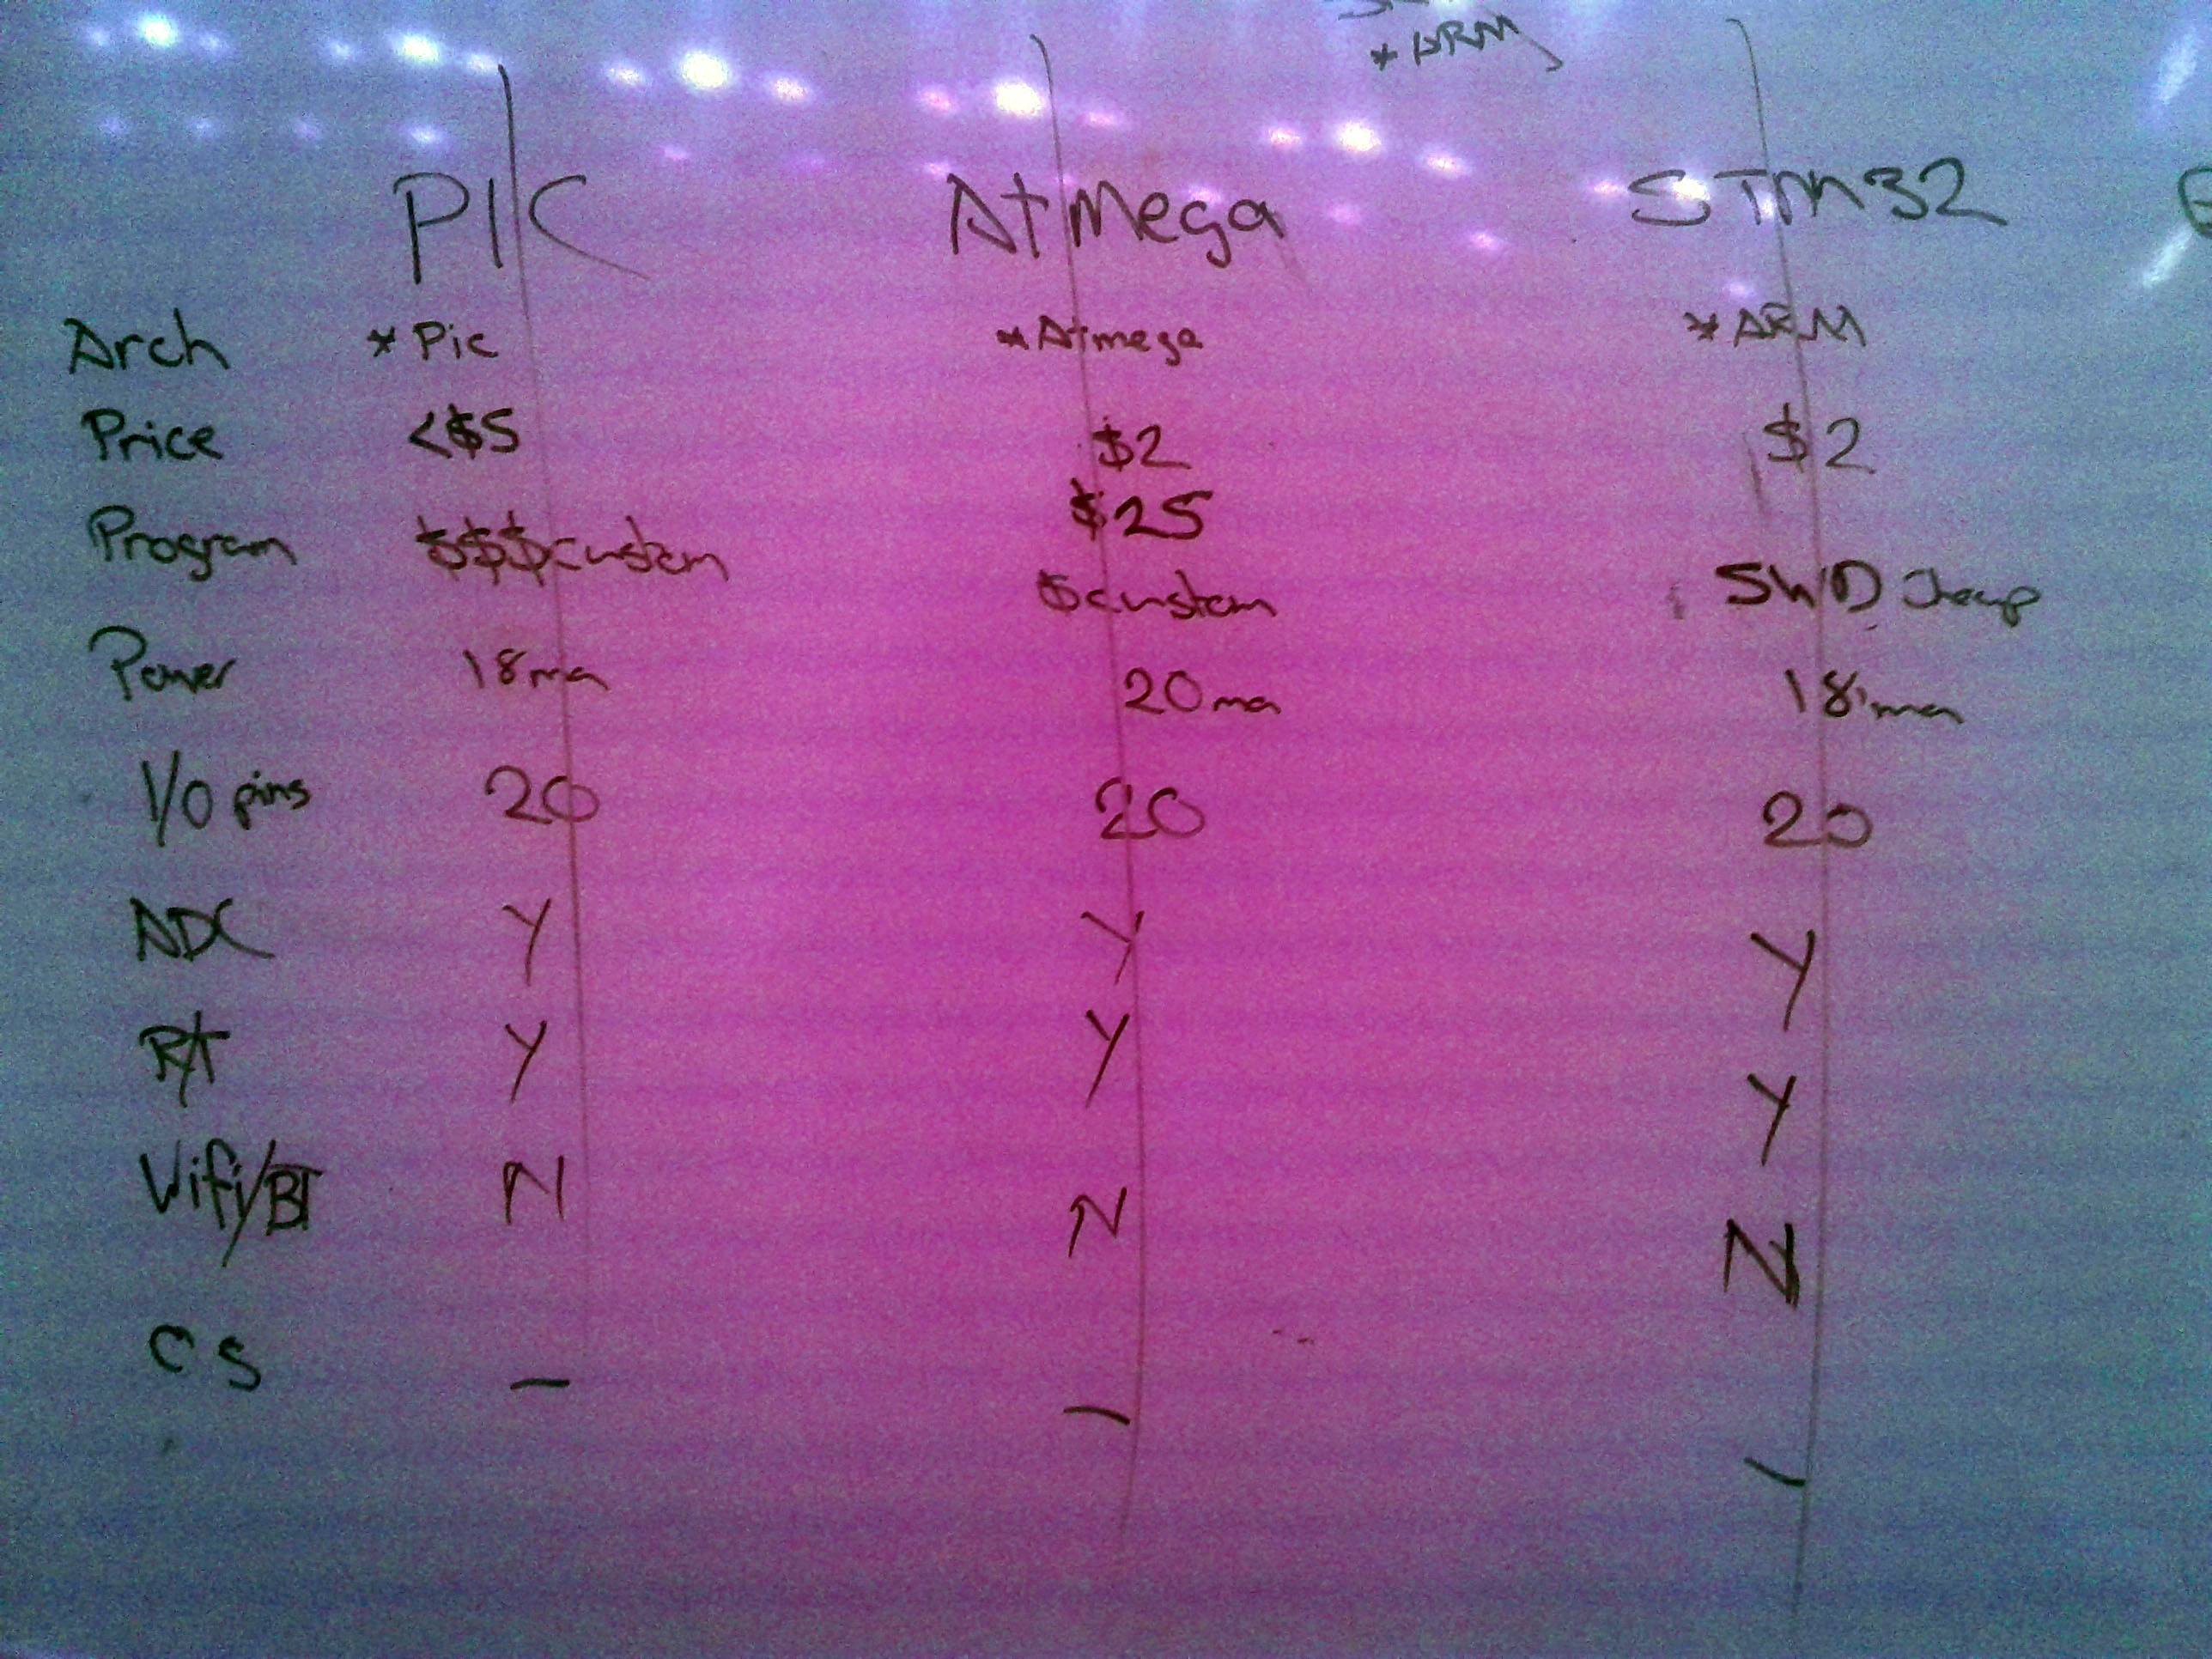 * ARM
PIC ATMega STM32
Arch * Pic * Atmega * ARM
Price <$5 $2 $2
$25
Program $$$ custom $ custom SWD cheap
Power 18ma 20ma 18ma
I/O pins 20 20 20
ADC Y Y Y
R/T Y Y Y
Wifi/BT N N N
OS – – –